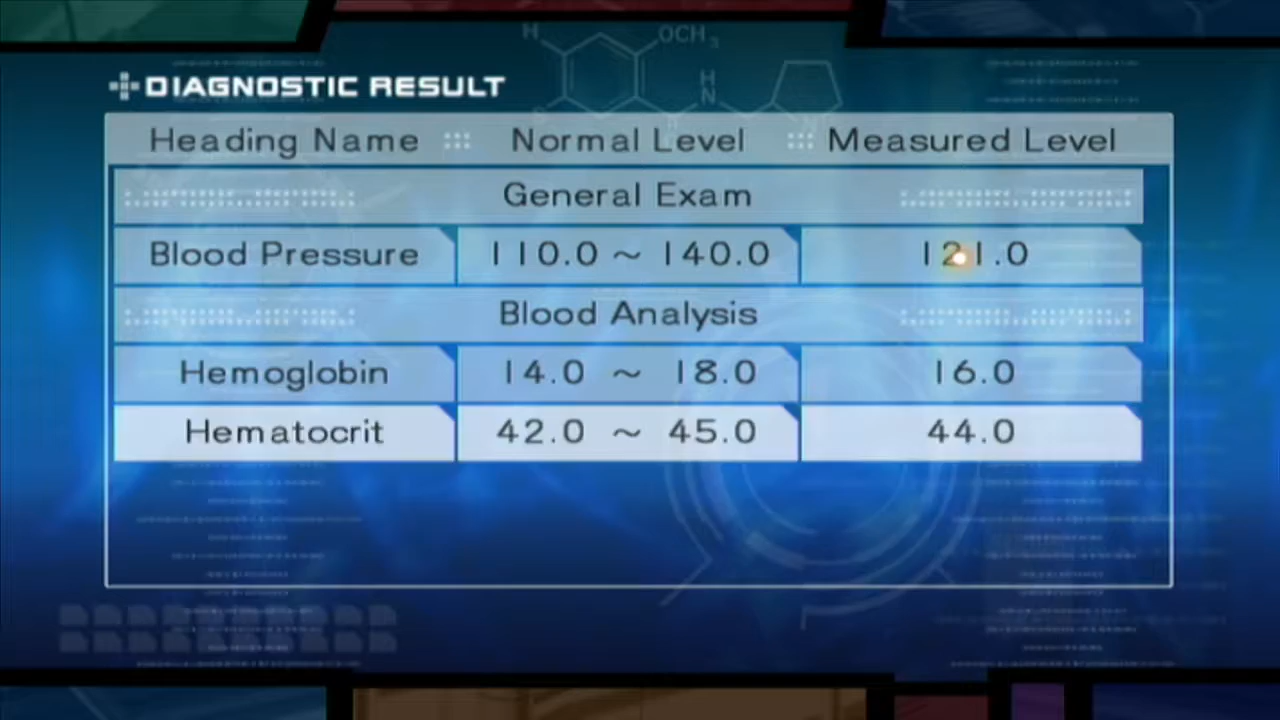 H
OCH3
DIAGNOSTIC RESULT
H
N
S
H
N
Heading Name Normal Level Measured Level
General Exam
Blood Pressure 110.0 ~ 140.0 121.0
Blood Analysis
Hemoglobin 14.0 ~ 18.0 16.0
Hematocrit 42.0 ~ 45.0 44.0